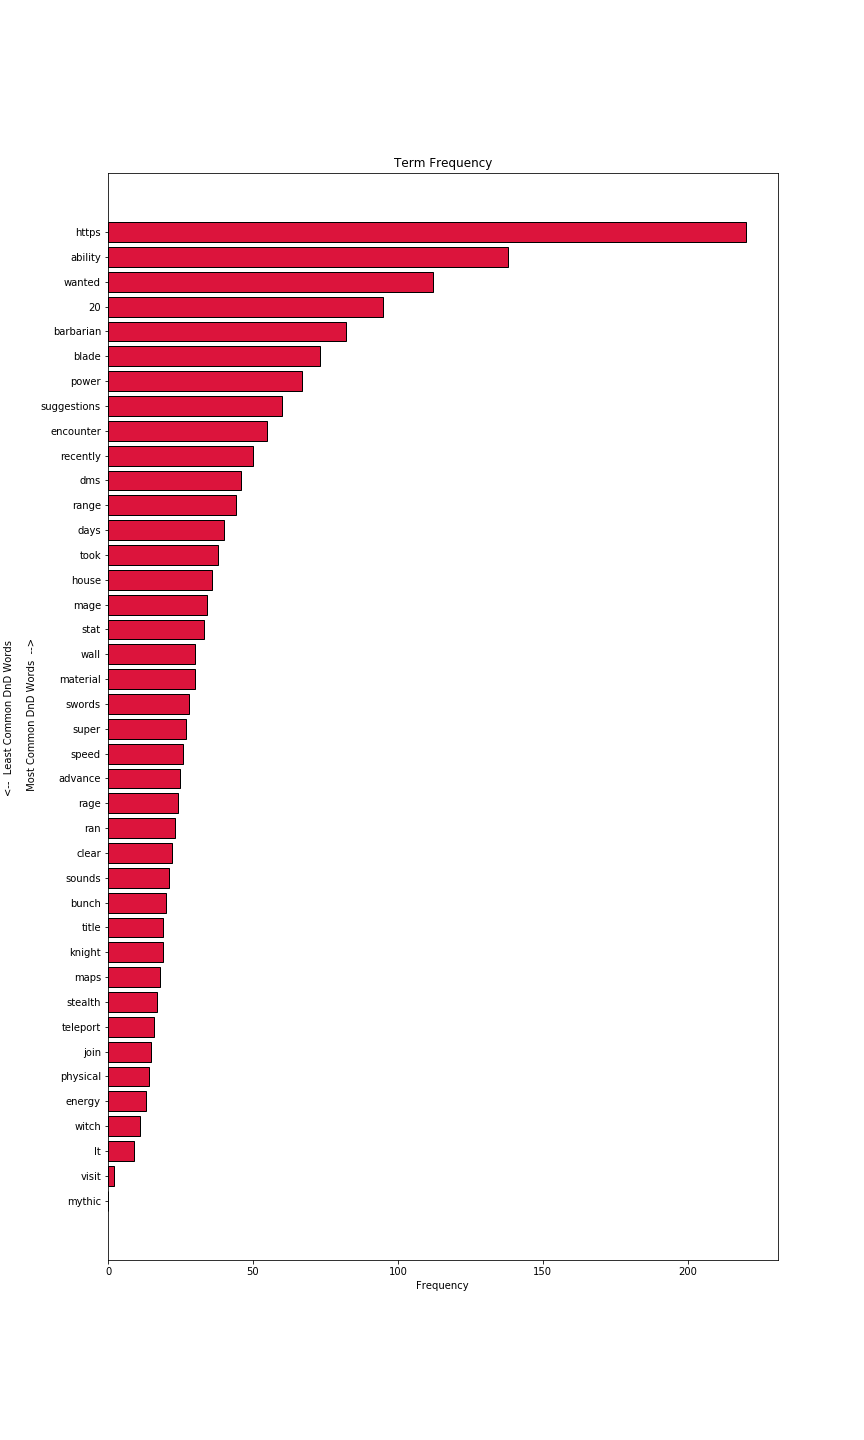 Term Frequency
https
ability
wanted
20
barbarian
blade
power
suggestions
encounter
recently
dms
range
days
took
house
mage
stat
wall
material
swords
super
speed
advance
rage
ran
clear
sounds
bunch
title
knight
maps
stealth
teleport
join
physical
energy
witch
lt
visit
mythic
<-- Least Common DnD Words
Most Common DnD Words -->
0 50 100 150 200
Frequency